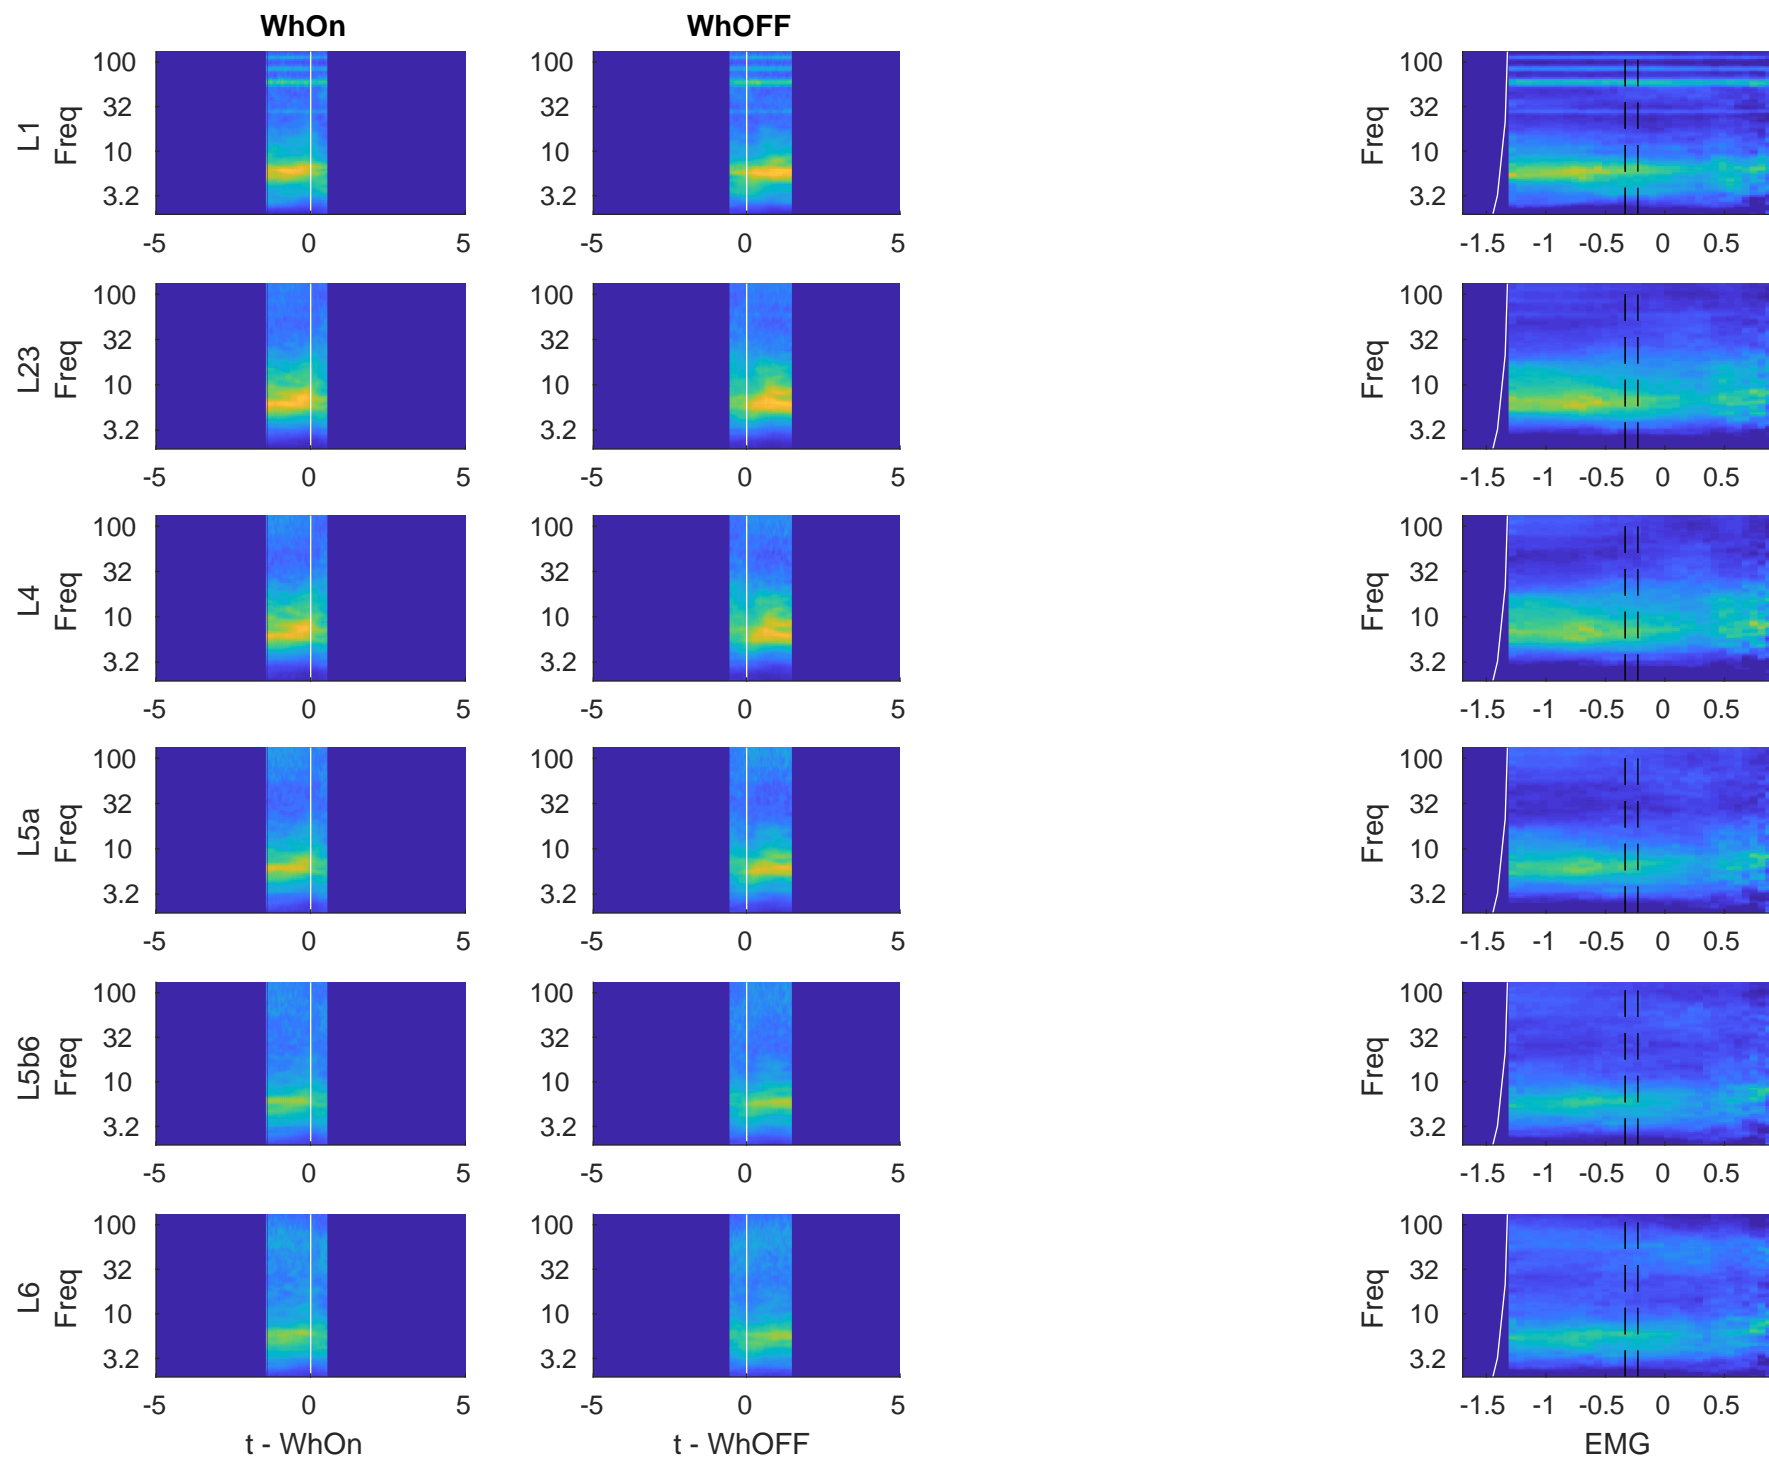 WhOn WhOFF
L1 Freq 100 32 10 3.2
-5 0 5
100 32 10 3.2
-5 0 5
Freq 100 32 10 3.2
-1.5 -1 -0.5 0 0.5
L23 Freq 100 32 10 3.2
-5 0 5
100 32 10 3.2
-5 0 5
Freq 100 32 10 3.2
-1.5 -1 -0.5 0 0.5
L4 Freq 100 32 10 3.2
-5 0 5
100 32 10 3.2
-5 0 5
Freq 100 32 10 3.2
-1.5 -1 -0.5 0 0.5
L5a Freq 100 32 10 3.2
-5 0 5
100 32 10 3.2
-5 0 5
Freq 100 32 10 3.2
-1.5 -1 -0.5 0 0.5
L5b6 Freq 100 32 10 3.2
-5 0 5
100 32 10 3.2
-5 0 5
Freq 100 32 10 3.2
-1.5 -1 -0.5 0 0.5
L6 Freq 100 32 10 3.2
-5 0 5
100 32 10 3.2
-5 0 5
Freq 100 32 10 3.2
-1.5 -1 -0.5 0 0.5
t - WhOn t - WhOFF EMG